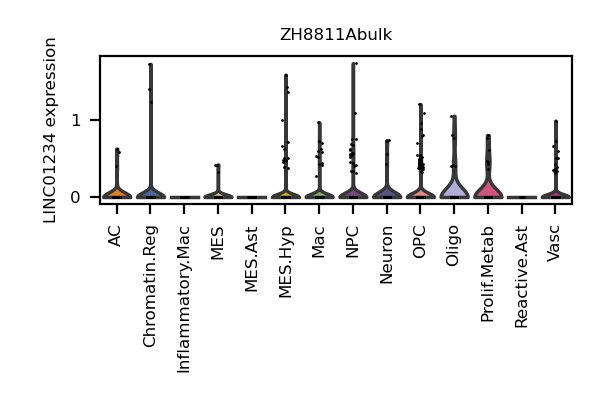 ZH8811Abulk
LINC01234 expression
1
0
AC
Chromatin.Reg
Inflammatory.Mac
MES
MES.Ast
MES.Hyp
Mac
NPC
Neuron
OPC
Oligo
Prolif.Metab
Reactive.Ast
Vasc